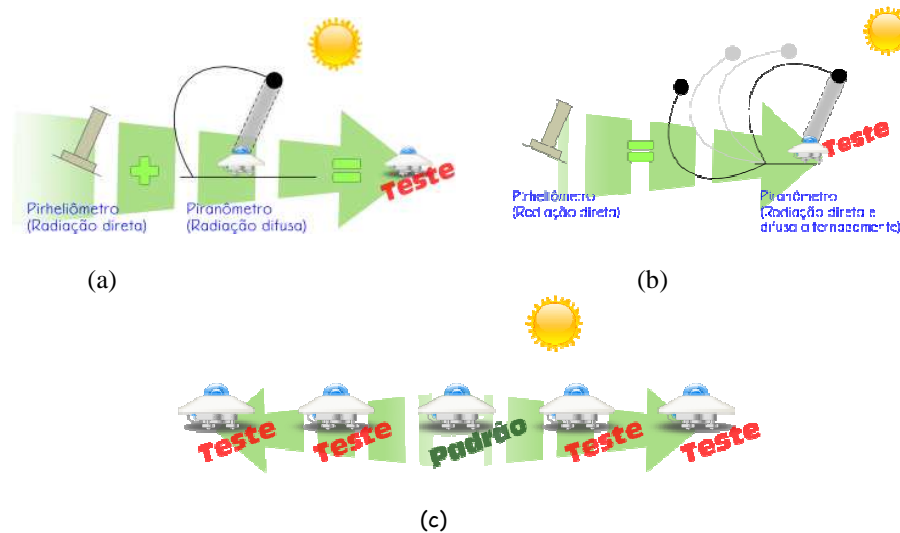 Teste
Pirheliômetro
(Radiação direta)
Piranômetro
(Radiação difusa)
(a)
Teste
Pirheliômetro
(Radiação direta)
Piranômetro
(Radiação direta e
difusa alternadamente)
(b)
Teste Teste Padrão Teste Teste
(c)